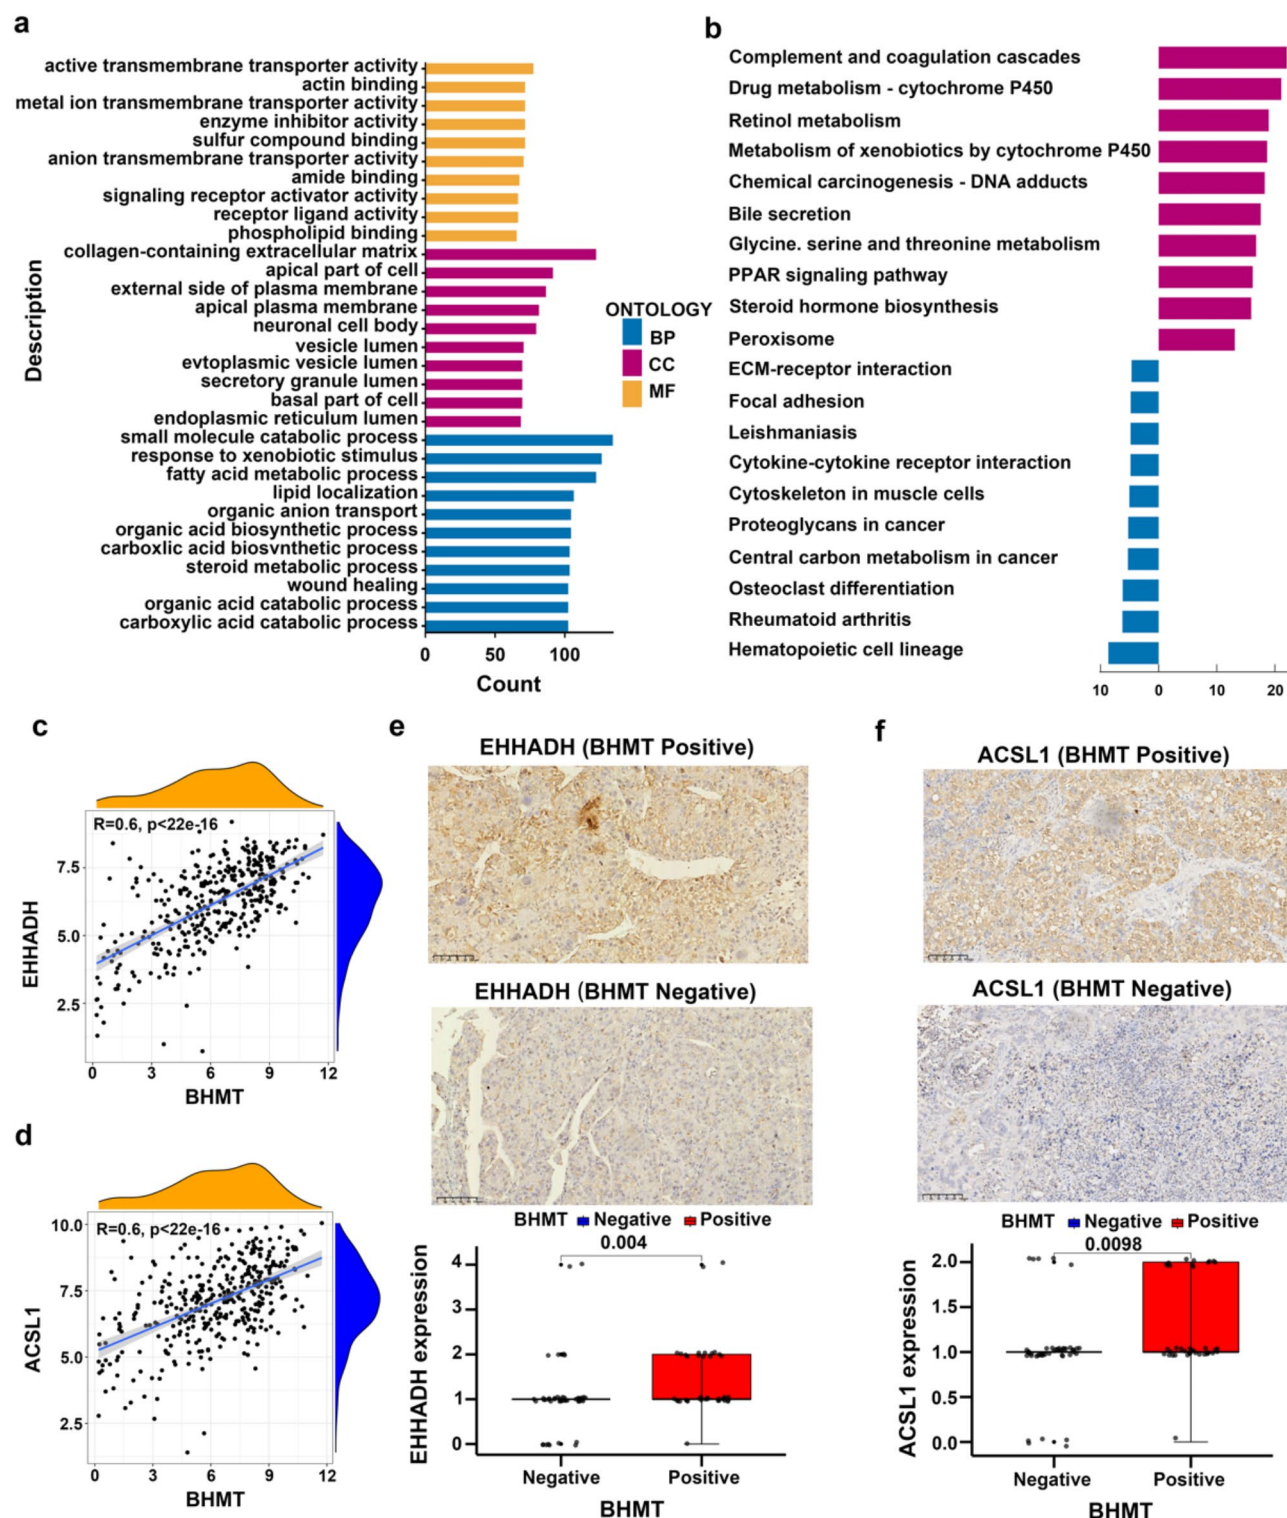 a
active transmembrane transporter activity
actin binding
metal ion transmembrane transporter activity
enzyme inhibitor activity
sulfur compound binding
anion transmembrane transporter activity
amide binding
signaling receptor activator activity
receptor ligand activity
phospholipid binding
collagen-containing extracellular matrix
apical part of cell
external side of plasma membrane
apical plasma membrane
neuronal cell body
vesicle lumen
evtoplasmic vesicle lumen
secretory granule lumen
basal part of cell
endoplasmic reticulum lumen
small molecule catabolic process
response to xenobiotic stimulus
fatty acid metabolic process
lipid localization
organic anion transport
organic acid biosynthetic process
carboxlic acid biosvnthetic process
steroid metabolic process
wound healing
organic acid catabolic process
carboxylic acid catabolic process
Description
0 50 100
Count
ONTOLOGY
BP
CC
MF
b
Complement and coagulation cascades
Drug metabolism - cytochrome P450
Retinol metabolism
Metabolism of xenobiotics by cytochrome P450
Chemical carcinogenesis - DNA adducts
Bile secretion
Glycine. serine and threonine metabolism
PPAR signaling pathway
Steroid hormone biosynthesis
Peroxisome
ECM-receptor interaction
Focal adhesion
Leishmaniasis
Cytokine-cytokine receptor interaction
Cytoskeleton in muscle cells
Proteoglycans in cancer
Central carbon metabolism in cancer
Osteoclast differentiation
Rheumatoid arthritis
Hematopoietic cell lineage
10 0 10 20
c
R=0.6, p<22e-16
7.5
5.0
2.5
EHHADH
0 3 6 9 12
BHMT
d
R=0.6, p<22e-16
10.0
7.5
5.0
2.5
ACSL1
0 3 6 9 12
BHMT
e
EHHADH (BHMT Positive)
EHHADH (BHMT Negative)
BHMT Negative Positive
0.004
4
3
2
1
0
EHHADH expression
Negative Positive
BHMT
f
ACSL1 (BHMT Positive)
ACSL1 (BHMT Negative)
BHMT Negative Positive
0.0098
2.0
1.5
1.0
0.5
0.0
ACSL1 expression
Negative Positive
BHMT